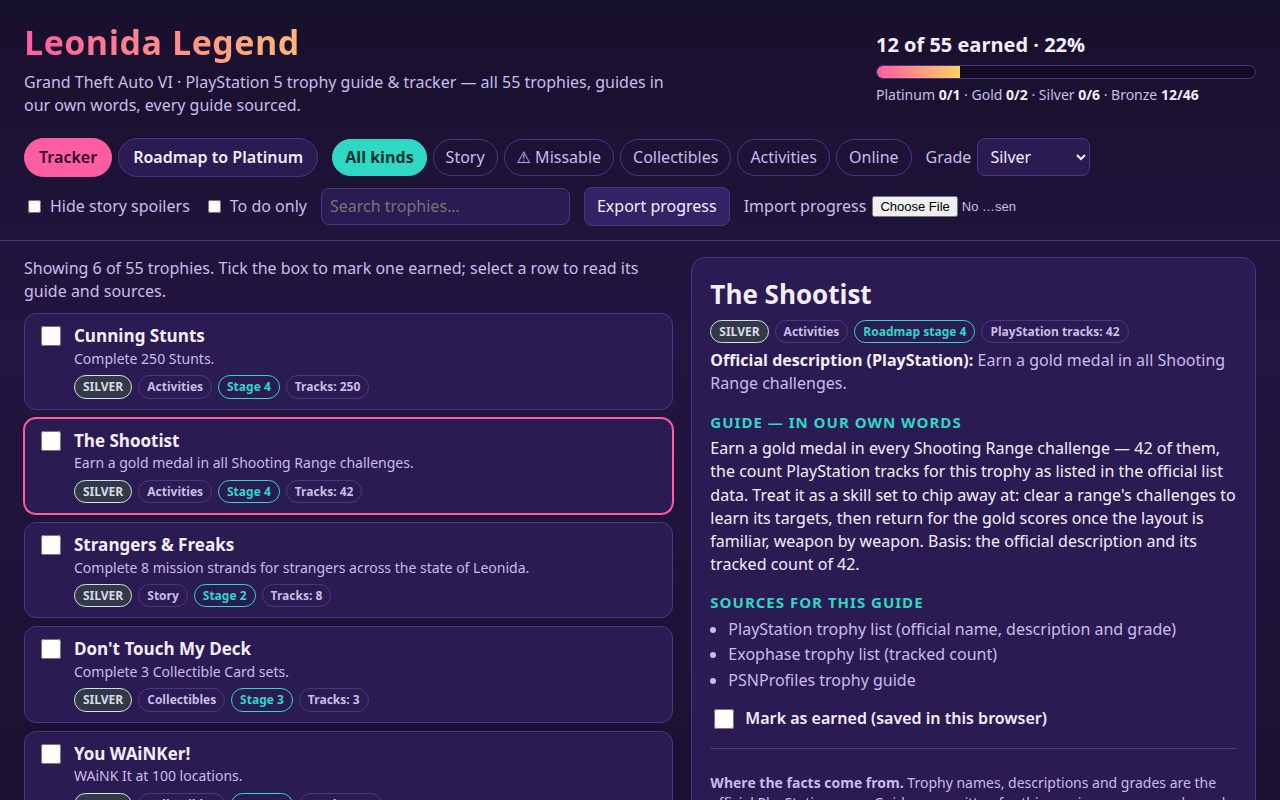 Leonida Legend
Grand Theft Auto VI · PlayStation 5 trophy guide & tracker — all 55 trophies, guides in
our own words, every guide sourced.
12 of 55 earned · 22%
Platinum 0/1 · Gold 0/2 · Silver 0/6 · Bronze 12/46
Tracker
Roadmap to Platinum
All kinds
Story
⚠ Missable
Collectibles
Activities
Online
Grade
Silver
Hide story spoilers
To do only
Search trophies...
Export progress
Import progress
Choose File
No ...sen
Showing 6 of 55 trophies. Tick the box to mark one earned; select a row to read its
guide and sources.
Cunning Stunts
Complete 250 Stunts.
SILVER
Activities
Stage 4
Tracks: 250
The Shootist
Earn a gold medal in all Shooting Range challenges.
SILVER
Activities
Stage 4
Tracks: 42
Strangers & Freaks
Complete 8 mission strands for strangers across the state of Leonida.
SILVER
Story
Stage 2
Tracks: 8
Don't Touch My Deck
Complete 3 Collectible Card sets.
SILVER
Collectibles
Stage 3
Tracks: 3
You WAiNKer!
WAiNK It at 100 locations.
The Shootist
SILVER
Activities
Roadmap stage 4
PlayStation tracks: 42
Official description (PlayStation): Earn a gold medal in all Shooting
Range challenges.
GUIDE — IN OUR OWN WORDS
Earn a gold medal in every Shooting Range challenge — 42 of them,
the count PlayStation tracks for this trophy as listed in the official list
data. Treat it as a skill set to chip away at: clear a range's challenges to
learn its targets, then return for the gold scores once the layout is
familiar, weapon by weapon. Basis: the official description and its
tracked count of 42.
SOURCES FOR THIS GUIDE
PlayStation trophy list (official name, description and grade)
Exophase trophy list (tracked count)
PSNProfiles trophy guide
Mark as earned (saved in this browser)
Where the facts come from. Trophy names, descriptions and grades are the